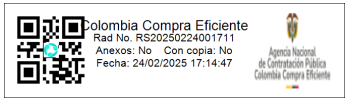 Colombia Compra Eficiente
Rad No. RS20250224001711
Anexos: No Con copia: No
Fecha: 24/02/2025 17:14:47
Agencia Nacional
de Contratación Pública
Colombia Compra Eficiente